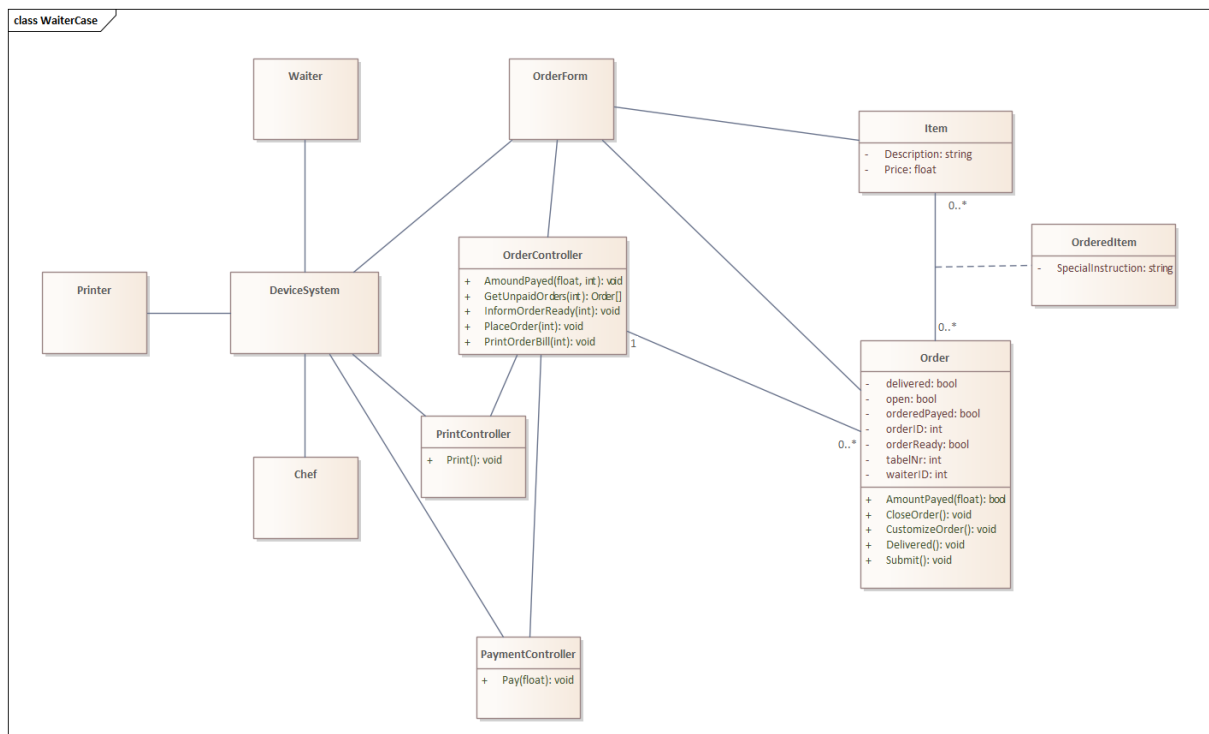 class WaiterCase
Waiter
OrderForm
Item
- Description: string
- Price: float
0..*
OrderedItem
- SpecialInstruction: string
OrderController
+ AmoundPayed(float, int): void
+ GetUnpaidOrders(int): Order[]
+ InformOrderReady(int): void
+ PlaceOrder(int): void
+ PrintOrderBill(int): void
Printer
DeviceSystem
0..*
1
Order
- delivered: bool
- open: bool
- orderedPayed: bool
- orderID: int
- orderReady: bool
- tabelNr: int
- waiterID: int
+ AmountPayed(float): bool
+ CloseOrder(): void
+ CustomizeOrder(): void
+ Delivered(): void
+ Submit(): void
0..*
PrintController
+ Print(): void
Chef
PaymentController
+ Pay(float): void